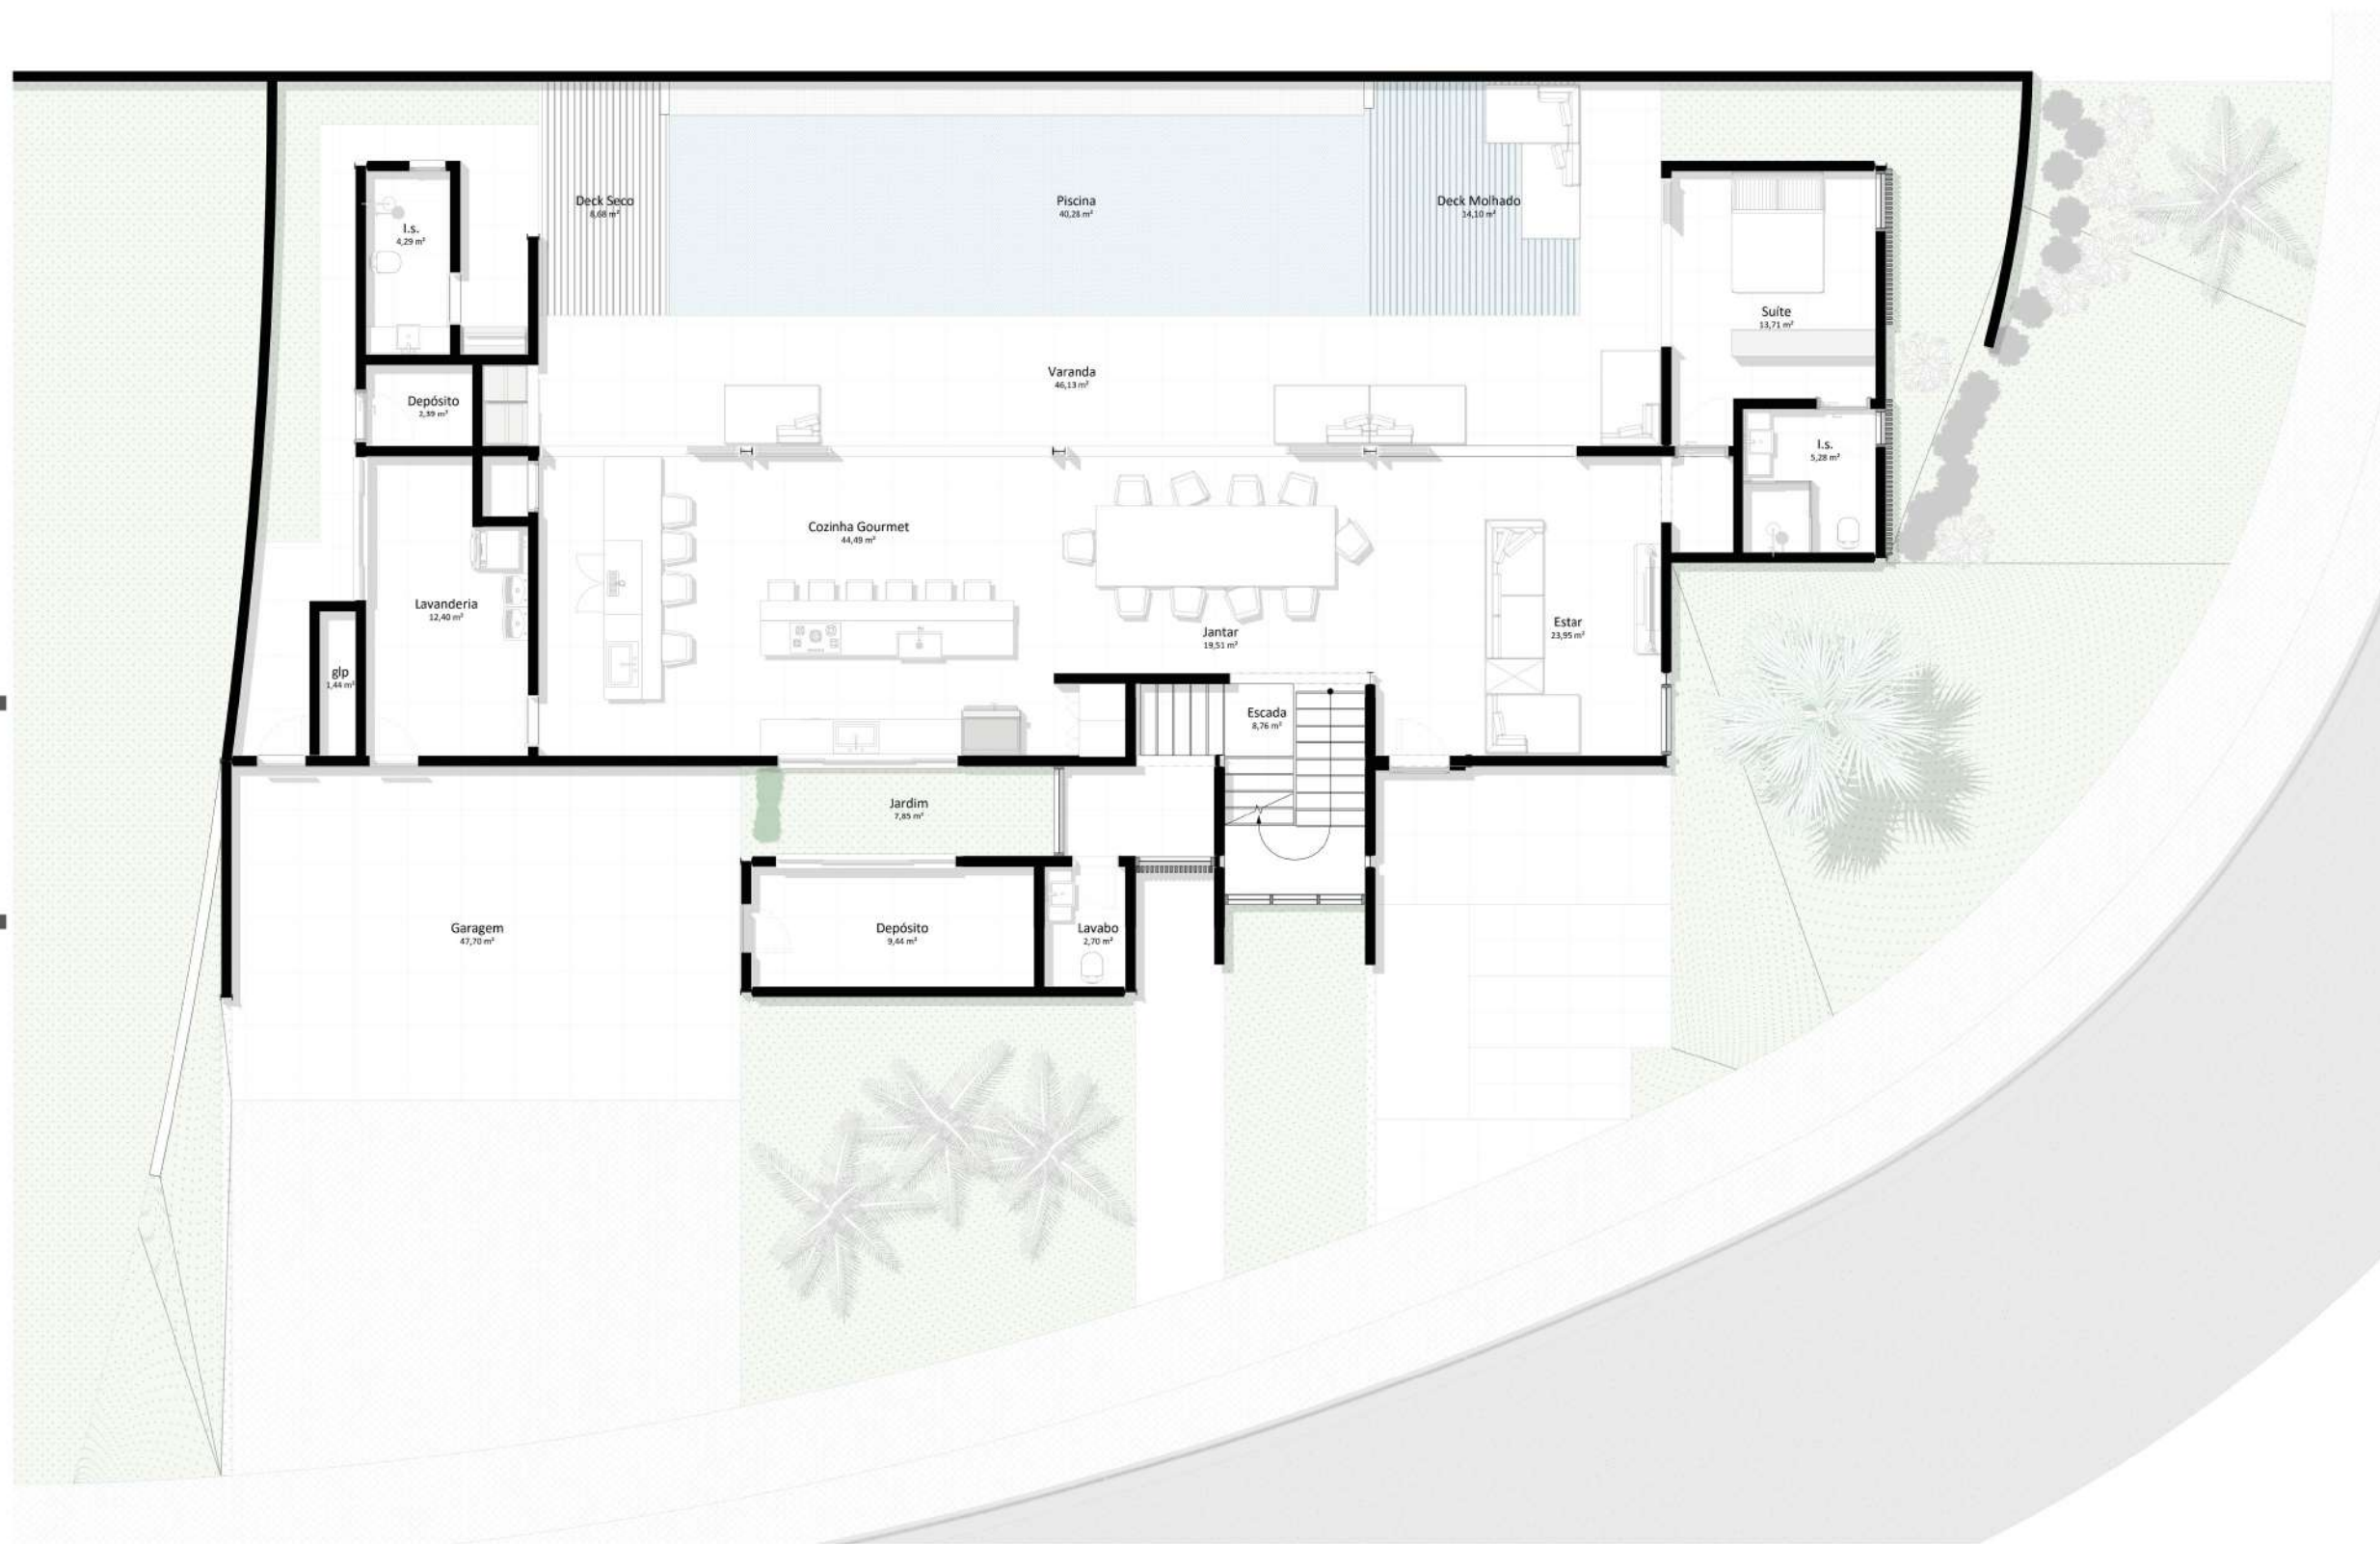 Deck Seco
8,68 m²
Piscina
40,28 m²
Deck Molhado
14,10 m²
I.s.
4,29 m²
Suíte
13,71 m²
Varanda
46,13 m²
Depósito
2,39 m²
I.s.
5,28 m²
Cozinha Gourmet
44,49 m²
Lavanderia
12,40 m²
Jantar
19,51 m²
Estar
23,95 m²
glp
1,44 m²
Escada
8,76 m²
Jardim
7,85 m²
Garagem
47,70 m²
Depósito
9,44 m²
Lavabo
2,70 m²